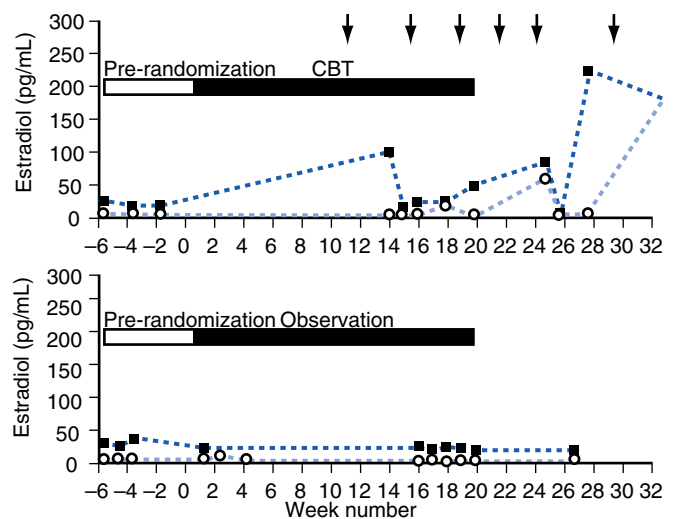 300
250
200
150
100
50
0
Estradiol (pg/mL)
Pre-randomization CBT
–6 –4 –2 0 2 4 6 8 10 12 14 16 18 20 22 24 26 28 30 32
300
250
200
150
100
50
0
Estradiol (pg/mL)
Pre-randomization Observation
–6 –4 –2 0 2 4 6 8 10 12 14 16 18 20 22 24 26 28 30 32
Week number